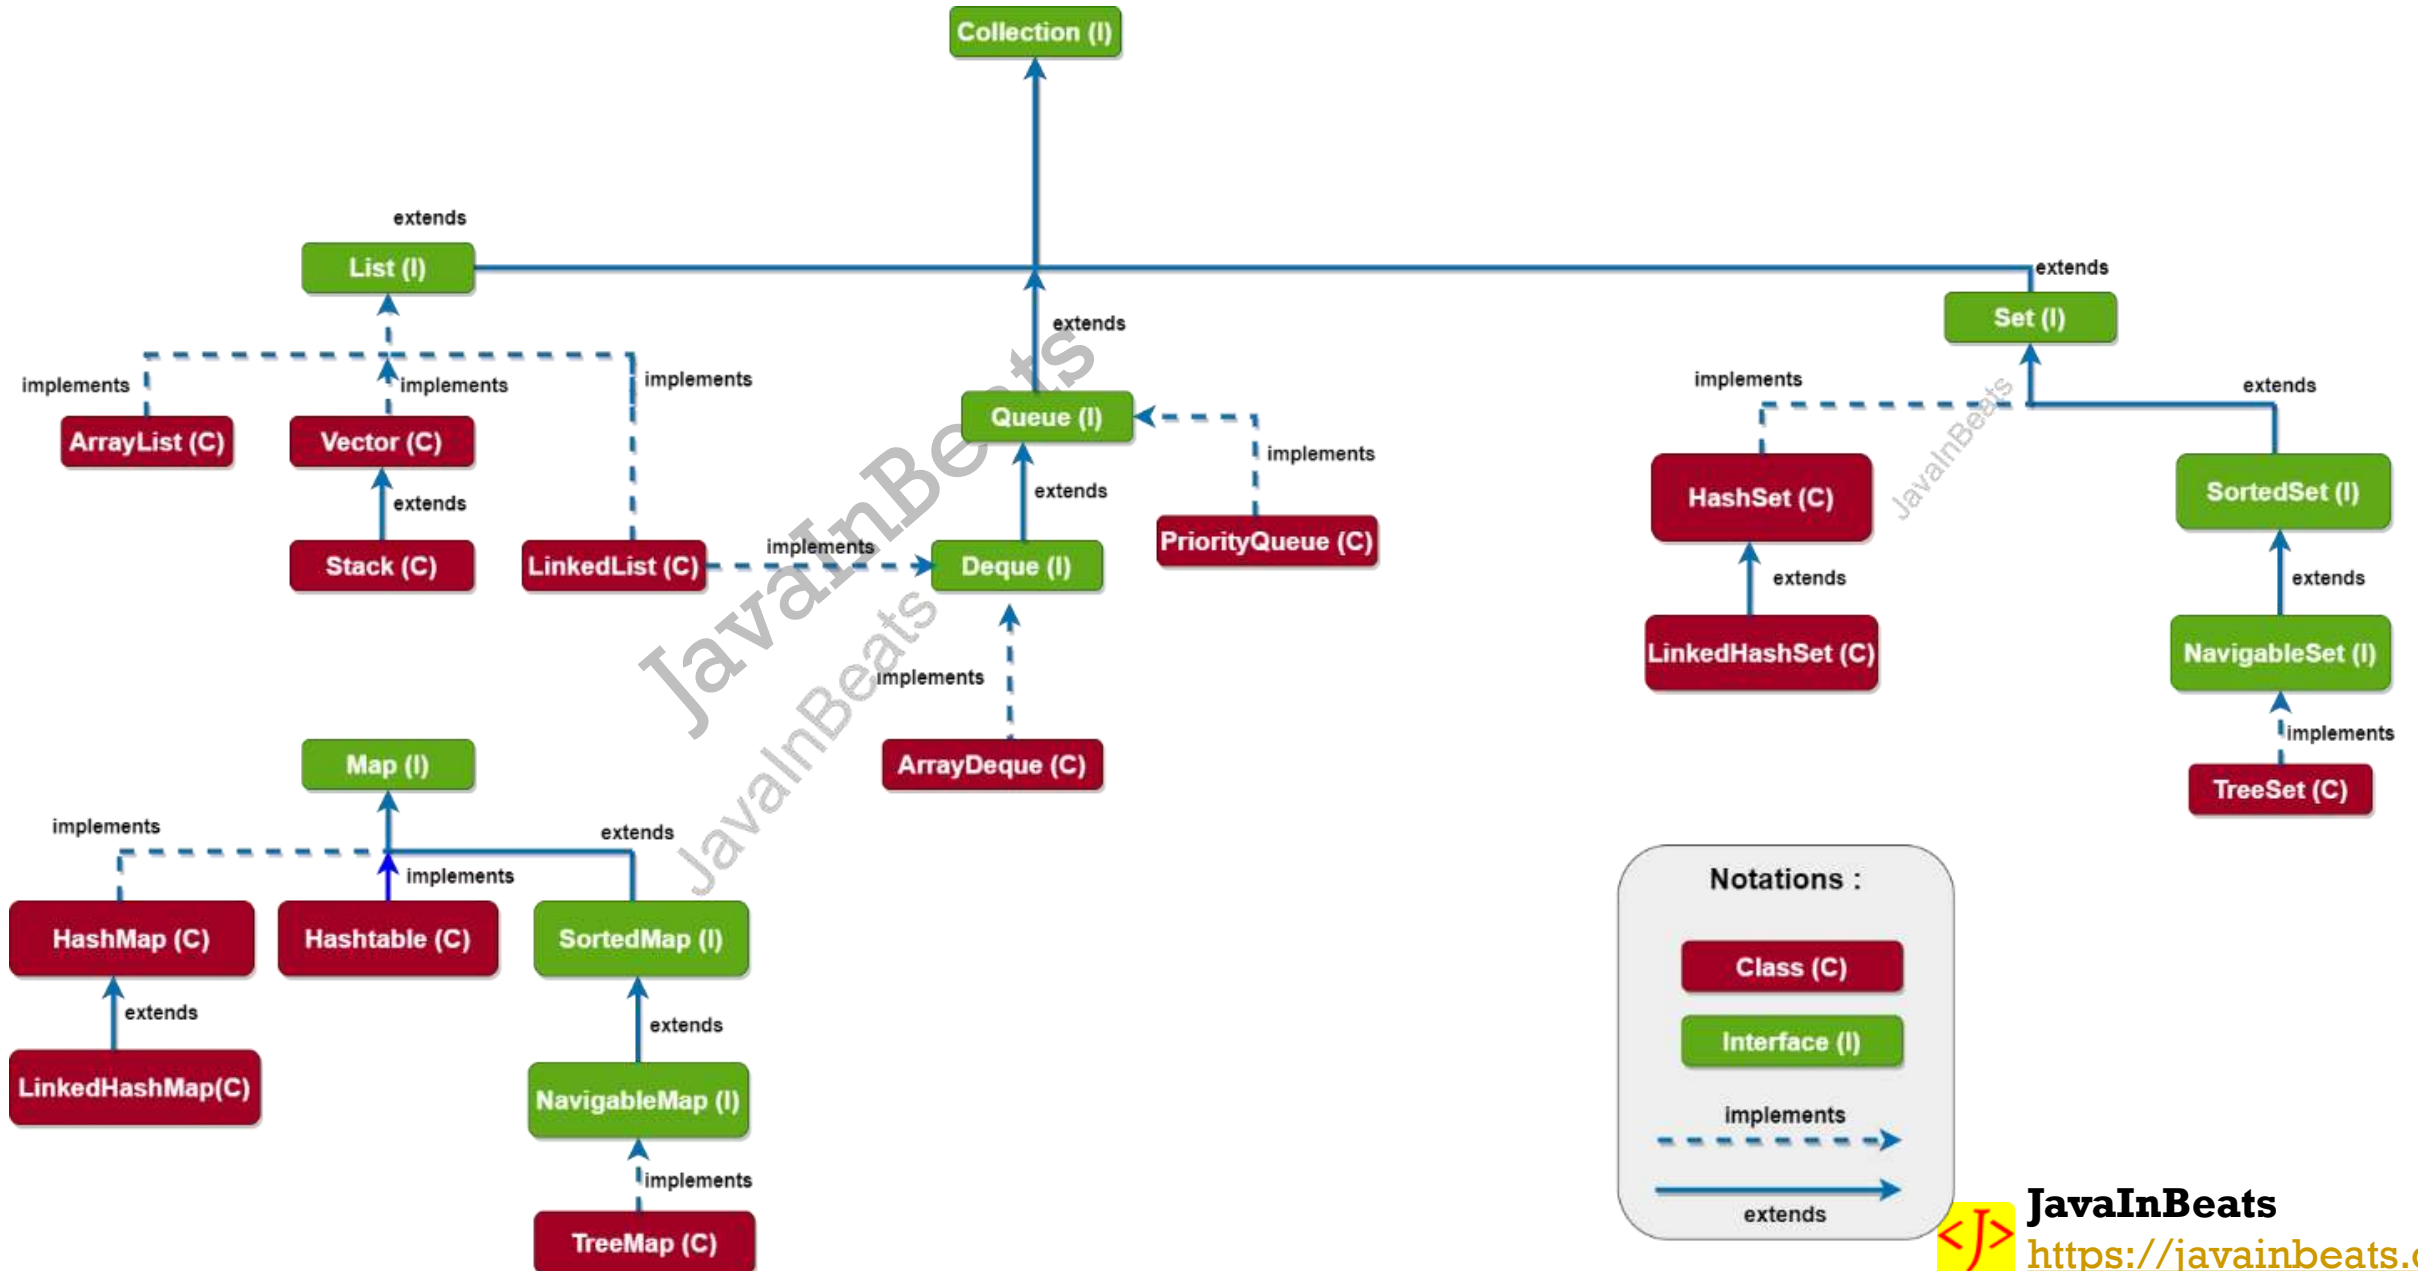 Collection (I)
extends
List (I)
extends
Set (I)
extends
implements
implements
implements
ArrayList (C)
Vector (C)
Queue (I)
implements
implements
extends
HashSet (C)
SortedSet (I)
extends
Stack (C)
LinkedList (C)
implements
extends
Deque (I)
PriorityQueue (C)
extends
extends
LinkedHashSet (C)
NavigableSet (I)
implements
ArrayDeque (C)
implements
TreeSet (C)
JavaInBeats
JavaInBeats
JavaInBeats
Map (I)
implements
extends
implements
HashMap (C)
Hashtable (C)
SortedMap (I)
extends
extends
LinkedHashMap(C)
NavigableMap (I)
implements
TreeMap (C)
Notations :
Class (C)
Interface (I)
implements
extends
</>
JavaInBeats
https://javainbeats.